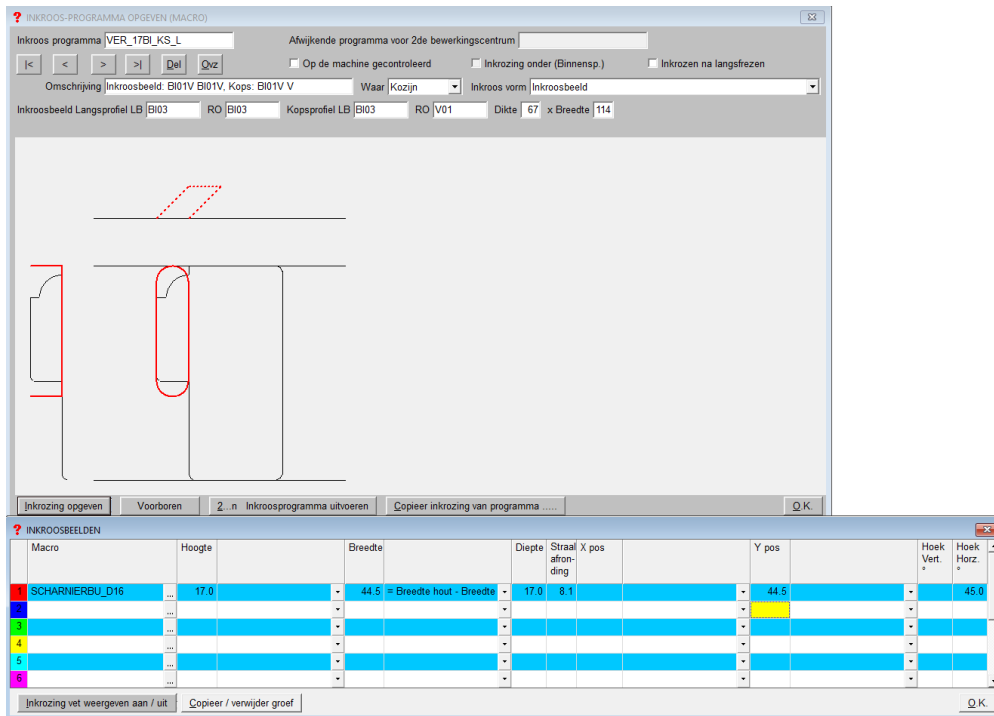 ? INKROOS-PROGRAMMA OPGEVEN (MACRO)
Inkroos programma VER_17BI_KS_L Afwijkende programma voor 2de bewerkingscentrum
|< < > >| Del Ovz Op de machine gecontroleerd Inkrozing onder (Binnensp.) Inkrozen na langsfrezen
Omschrijving Inkroosbeeld: BI01V BI01V, Kops: BI01V V Waar Kozijn Inkroos vorm Inkroosbeeld
Inkroosbeeld Langsprofiel LB BI03 RO BI03 Kopsprofiel LB BI03 RO V01 Dikte 67 x Breedte 114
Inkrozing opgeven Voorboren 2...n Inkroosprogramma uitvoeren Copieer inkrozing van programma ..... O.K.
? INKROOSBEELDEN
Macro Hoogte Breedte Diepte Straal afron- ding X pos Y pos Hoek Vert. ° Hoek Horz. °
1 SCHARNIERBU_D16 ... 17.0 44.5 = Breedte hout - Breedte 17.0 8.1 44.5 45.0
2 ...
3 ...
4 ...
5 ...
6 ...
Inkrozing vet weergeven aan / uit Copieer / verwijder groef O.K.